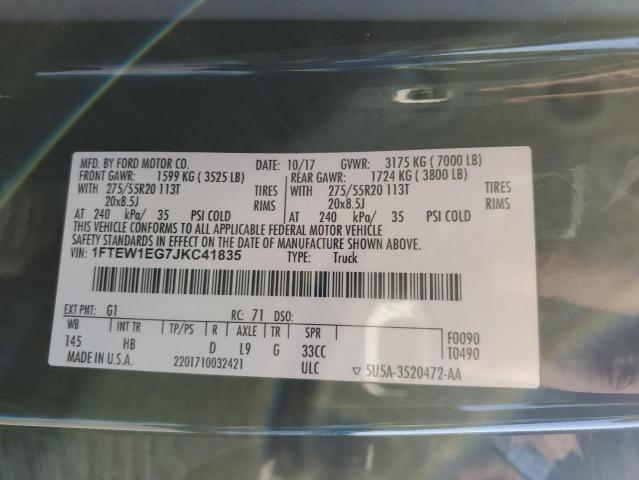 MFD. BY FORD MOTOR CO. DATE: 10/17 GVWR: 3175 KG ( 7000 LB)
FRONT GAWR: 1599 KG ( 3525 LB) REAR GAWR: 1724 KG ( 3800 LB)
WITH 275/55R20 113T TIRES WITH 275/55R20 113T TIRES
20x8.5J RIMS 20x8.5J RIMS
AT 240 kPa/ 35 PSI COLD AT 240 kPa/ 35 PSI COLD
THIS VEHICLE CONFORMS TO ALL APPLICABLE FEDERAL MOTOR VEHICLE
SAFETY STANDARDS IN EFFECT ON THE DATE OF MANUFACTURE SHOWN ABOVE.
VIN: 1FTEW1EG7JKC41835 TYPE: Truck
EXT PNT: G1 RC: 71 DSO:
WB INT TR TP/PS R AXLE TR SPR F0090
145 HB D L9 G 33CC T0490
MADE IN U.S.A. 2201710032421 ULC ▽ 5U5A-3520472-AA